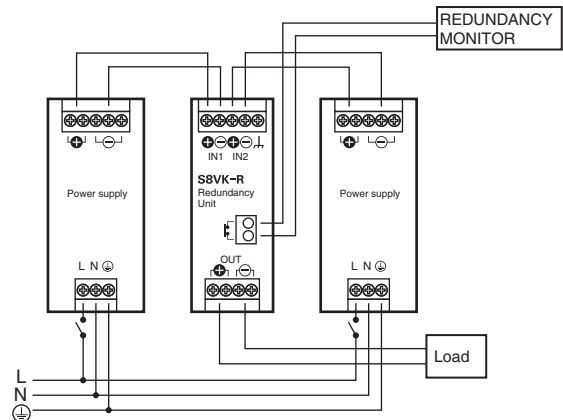 REDUNDANCY
MONITOR
IN1 IN2
Power supply
S8VK-R
Redundancy
Unit
Power supply
OUT
L N
L N
Load
L
N